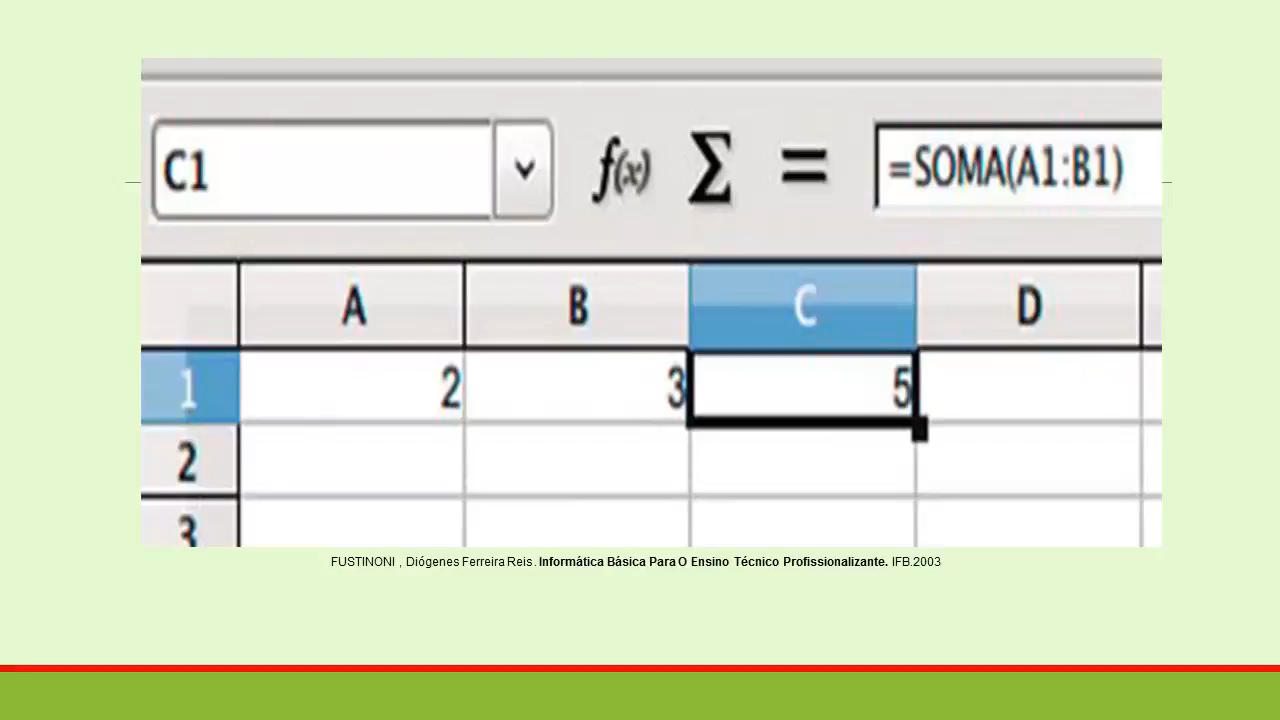 C1 f(x) Σ = =SOMA(A1:B1)
A B C D
1 2 3 5
2
3
FUSTINONI , Diógenes Ferreira Reis. Informática Básica Para O Ensino Técnico Profissionalizante. IFB.2003